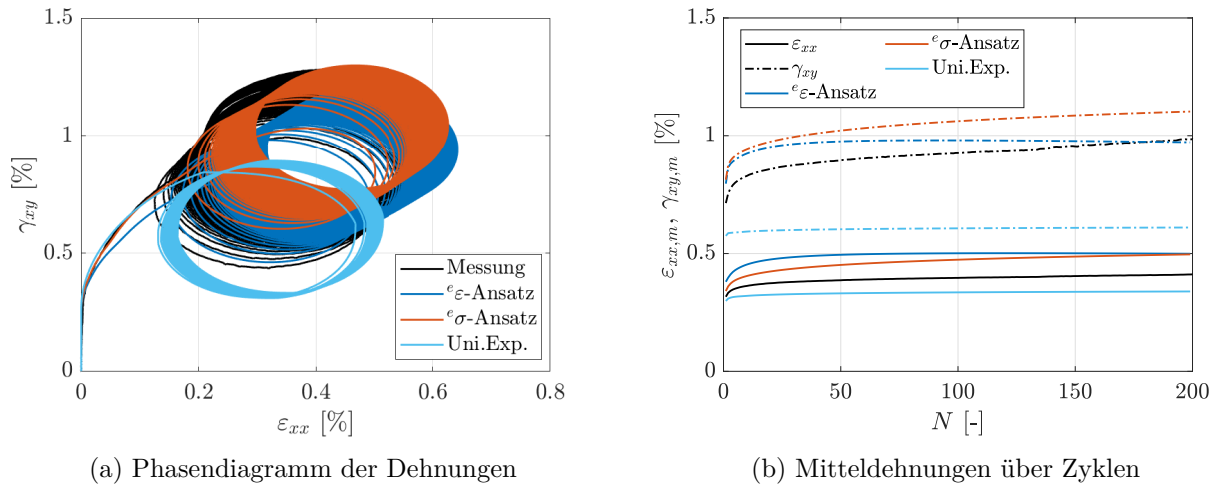 1.5
1
0.5
0
γxy [%]
0
0.2
0.4
0.6
0.8
εxx [%]
Messung
ᵉε-Ansatz
ᵉσ-Ansatz
Uni.Exp.
(a) Phasendiagramm der Dehnungen
1.5
1
0.5
0
εxx,m, γxy,m [%]
0
50
100
150
200
N [-]
εxx
γxy
ᵉε-Ansatz
ᵉσ-Ansatz
Uni.Exp.
(b) Mitteldehnungen über Zyklen